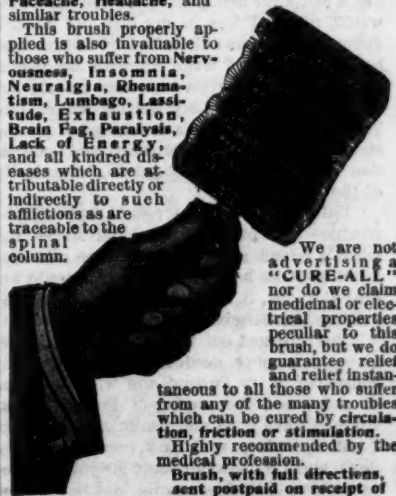 Faceache, Headache, and
similar troubles.
This brush properly ap-
plied is also invaluable to
those who suffer from Nerv-
ousness, Insomnia,
Neuralgia, Rheuma-
tism, Lumbago, Lassi-
tude, Exhaustion,
Brain Fag, Paralysis,
Lack of Energy,
and all kindred dis-
eases which are at-
tributable directly or
indirectly to such
afflictions as are
traceable to the
spinal
column.
We are not
advertising a
"CURE-ALL"
nor do we claim
medicinal or elec-
trical properties
peculiar to this
brush, but we do
guarantee relief
and relief instan-
taneous to all those who suffer
from any of the many troubles
which can be cured by circula-
tion, friction or stimulation.
Highly recommended by the
medical profession.
Brush, with full directions,
sent postpaid on receipt of